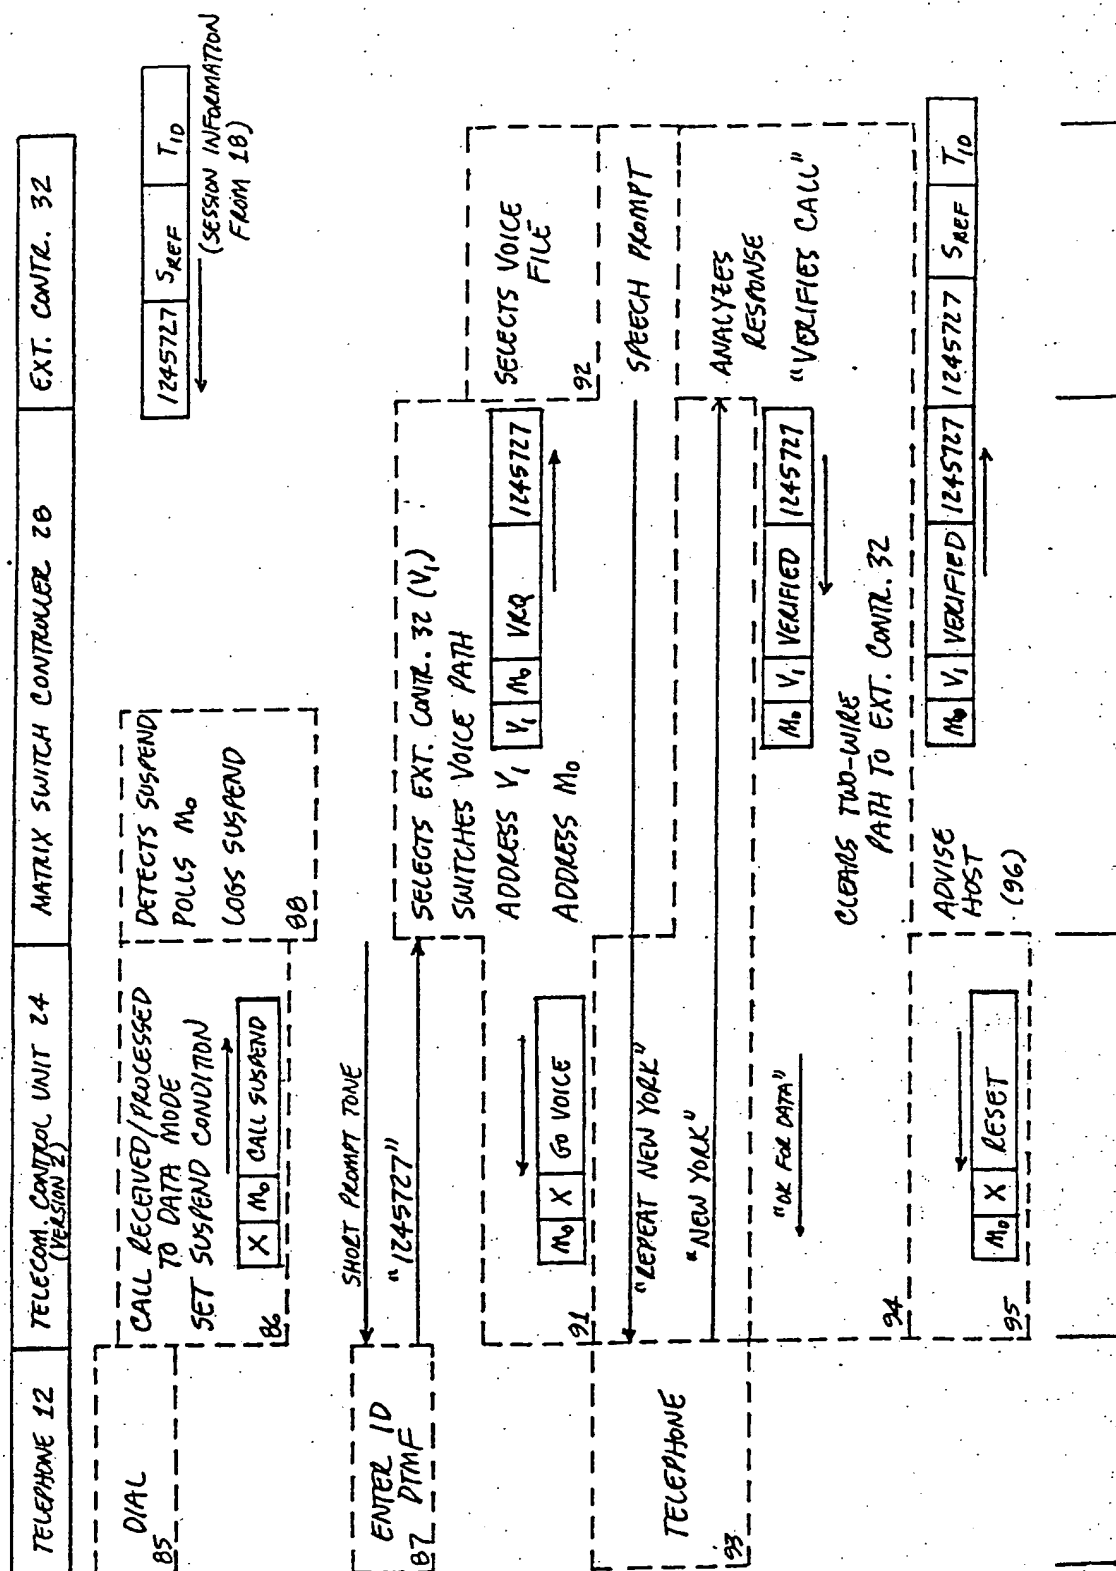 TELEPHONE 12
TELECOM. CONTROL UNIT 24
(VERSION 2)
MATRIX SWITCH CONTROLLER 28
EXT. CONTR. 32
DIAL
85
CALL RECEIVED/PROCESSED
TO DATA MODE
SET SUSPEND CONDITION
X M0 CALL SUSPEND
86
DETECTS SUSPEND
POLLS M0
LOGS SUSPEND
88
1245727 SREF TID
(SESSION INFORMATION
FROM 18)
SHORT PROMPT TONE
ENTER ID
DTMF
87
"1245727"
SELECTS EXT. CONTR. 32 (V1)
SWITCHES VOICE PATH
ADDRESS V1
V1 M0 VRQ 1245727
ADDRESS M0
SELECTS VOICE
FILE
92
M0 X GO VOICE
91
SPEECH PROMPT
"REPEAT NEW YORK"
TELEPHONE
93
"NEW YORK"
ANALYZES
RESPONSE
"VERIFIES CALL"
M0 V1 VERIFIED 1245727
"OK FOR DATA"
CLEARS TWO-WIRE
PATH TO EXT. CONTR. 32
94
ADVISE
HOST
(96)
M0 V1 VERIFIED 1245727 1245727 SREF TID
M0 X RESET
95